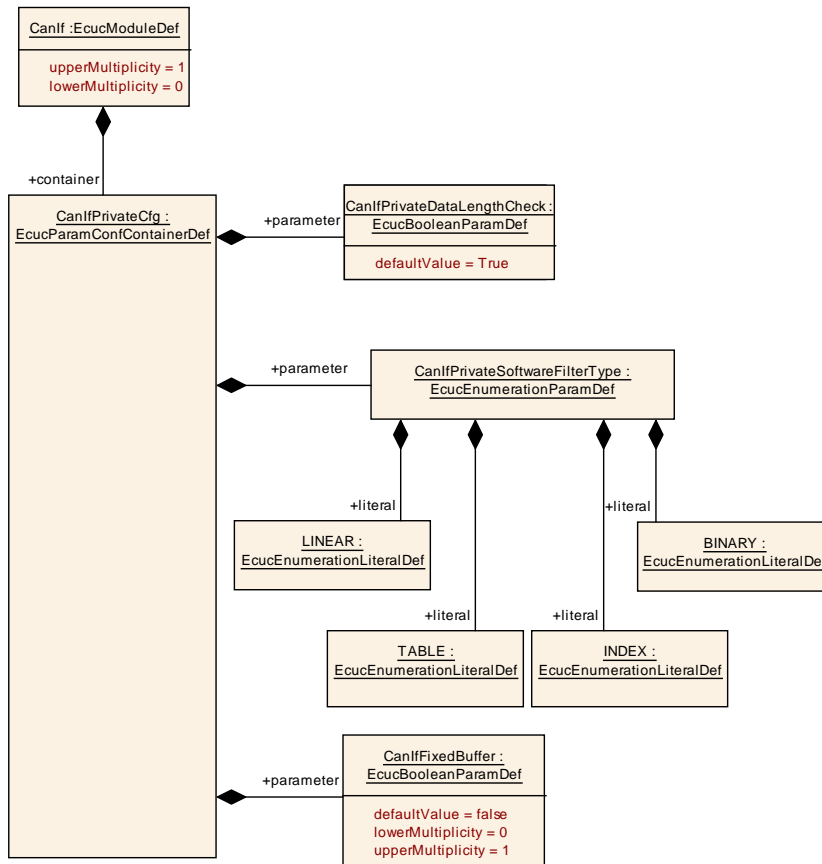 CanIf :EcucModuleDef
upperMultiplicity = 1
lowerMultiplicity = 0
+container
CanIfPrivateCfg :
EcucParamConfContainerDef
+parameter
CanIfPrivateDataLengthCheck :
EcucBooleanParamDef
defaultValue = True
+parameter
CanIfPrivateSoftwareFilterType :
EcucEnumerationParamDef
+literal
+literal
LINEAR :
EcucEnumerationLiteralDef
BINARY :
EcucEnumerationLiteralDef
+literal
+literal
TABLE :
EcucEnumerationLiteralDef
INDEX :
EcucEnumerationLiteralDef
+parameter
CanIfFixedBuffer :
EcucBooleanParamDef
defaultValue = false
lowerMultiplicity = 0
upperMultiplicity = 1